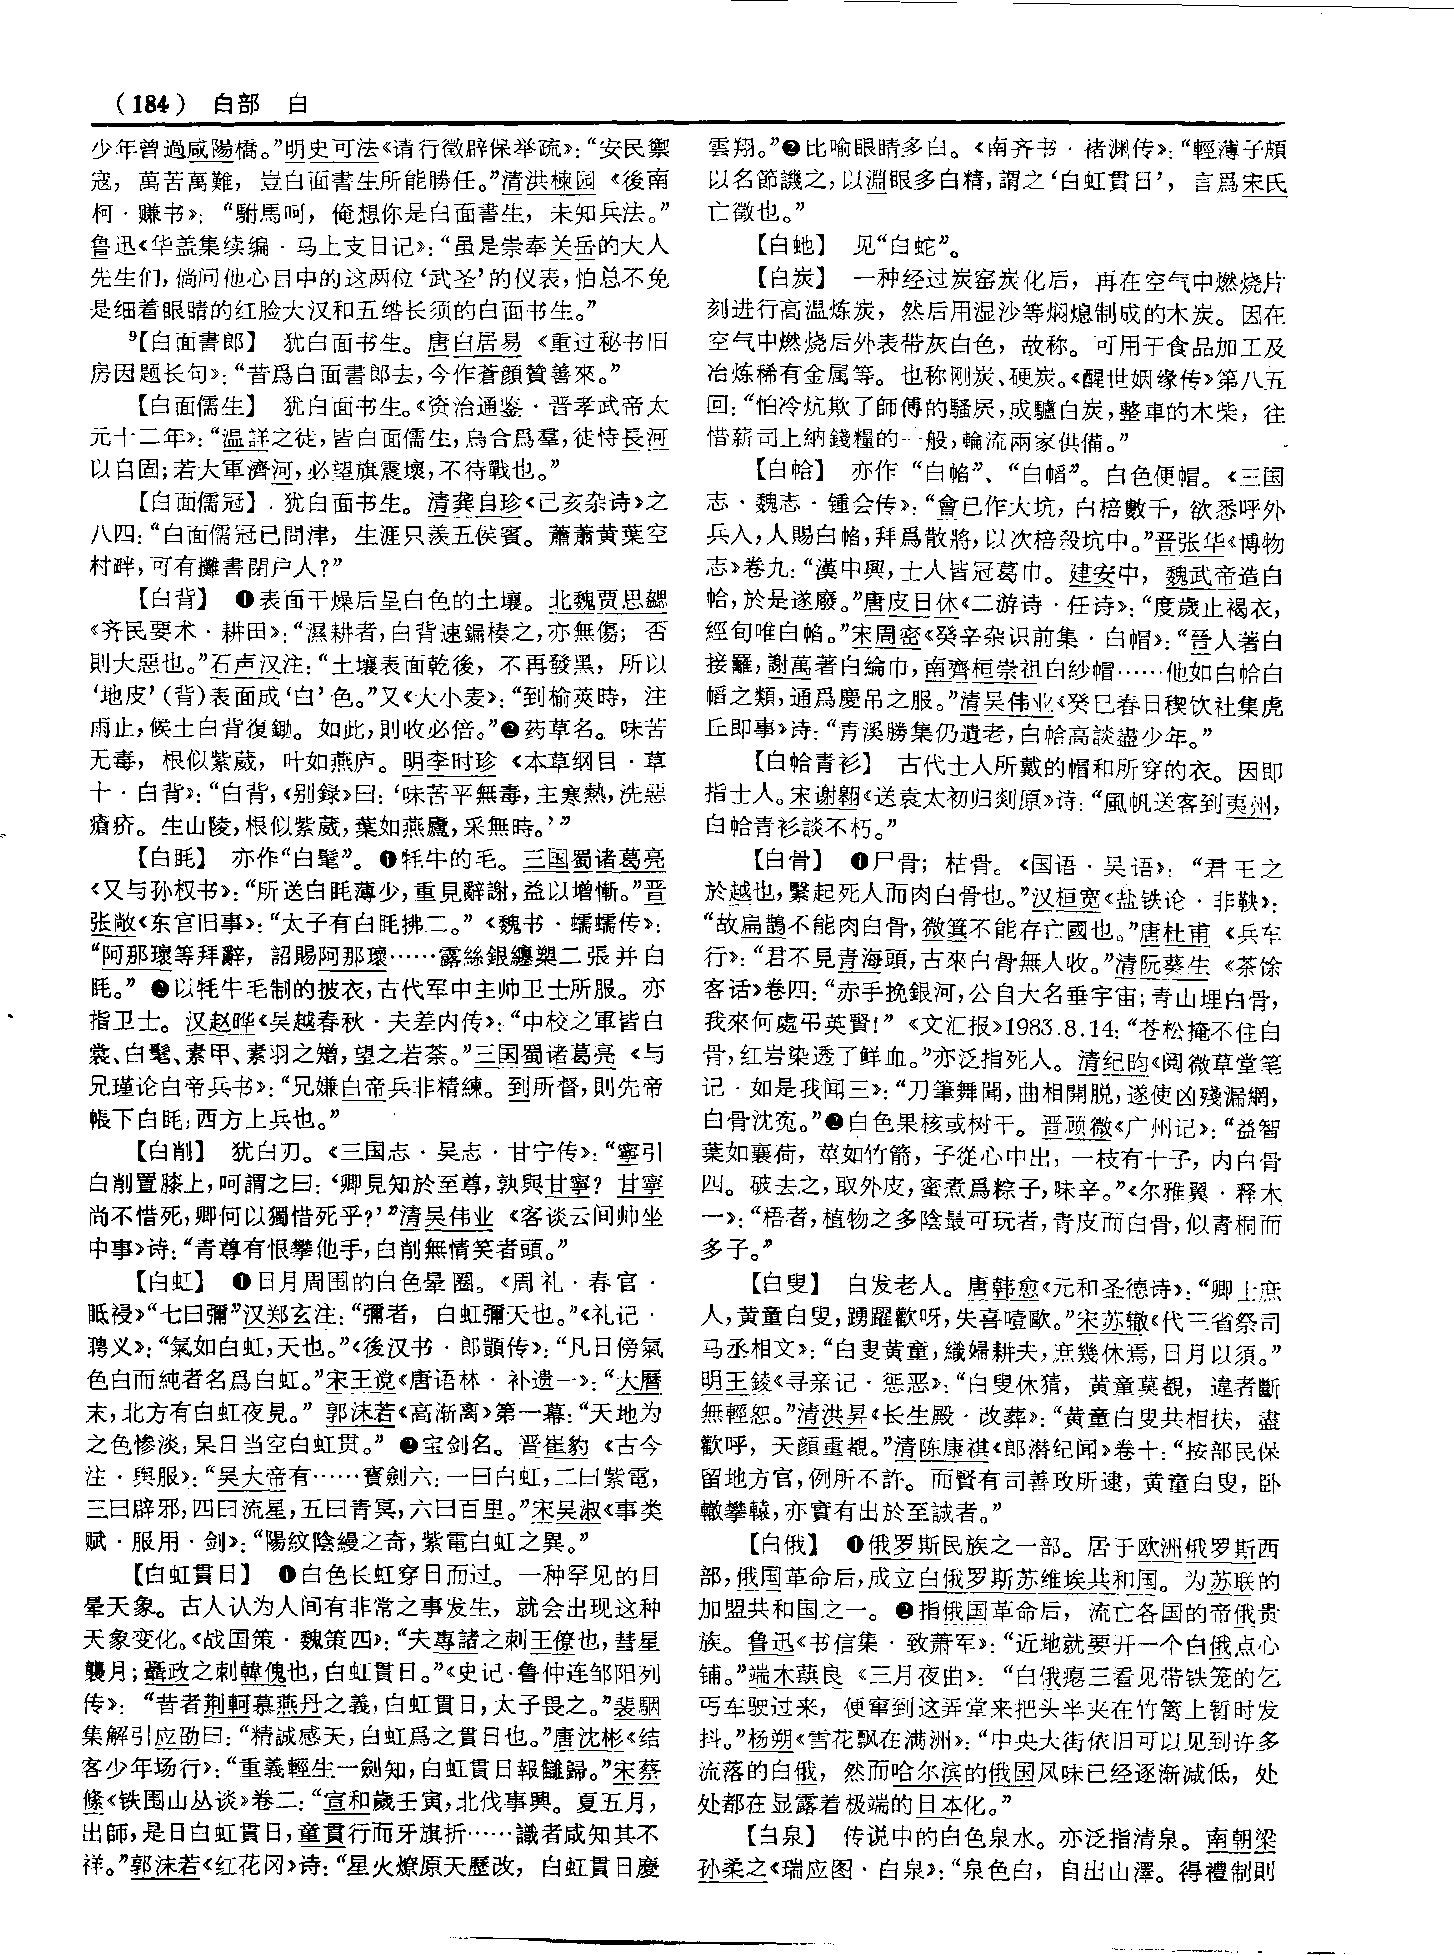 （184） 白部 白
少年曾過咸陽橋。”明史可法《请行徵辟保举疏》：“安民禦
寇，萬苦萬難，豈白面書生所能勝任。”清洪楝园《後南
柯·赚书》：“駙馬呵，俺想你是白面書生，未知兵法。”
鲁迅《华盖集续编·马上支日记》：“虽是崇奉关岳的大人
先生们，倘问他心目中的这两位‘武圣’的仪表，怕总不免
是细着眼睛的红脸大汉和五绺长须的白面书生。”
⁹【白面書郎】 犹白面书生。唐白居易《重过秘书旧
房因题长句》：“昔爲白面書郎去，今作蒼顔贊善來。”
【白面儒生】 犹白面书生。《资治通鉴·晋孝武帝太
元十二年》：“温詳之徒，皆白面儒生，烏合爲羣，徒恃長河
以自固；若大軍濟河，必望旗震壞，不待戰也。”
【白面儒冠】 犹白面书生。清龚自珍《己亥杂诗》之
八四：“白面儒冠已問津，生涯只羨五侯賓。蕭蕭黄葉空
村畔，可有攤書閉户人？”
【白背】 ❶表面干燥后呈白色的土壤。北魏贾思勰
《齐民要术·耕田》：“濕耕者，白背速䥯楱之，亦無傷；否
則大惡也。”石声汉注：“土壤表面乾後，不再發黑，所以
‘地皮’（背）表面成‘白’色。”又《大小麦》：“到榆莢時，注
雨止，候土白背復鋤。如此，則收必倍。”❷药草名。味苦
无毒，根似紫葳，叶如燕庐。明李时珍《本草纲目·草
十·白背》：“白背，《别録》曰：‘味苦平無毒，主寒熱，洗惡
瘡疥。生山陵，根似紫葳，葉如燕廬，采無時。’”
【白毦】 亦作“白髦”。❶牦牛的毛。三国蜀诸葛亮
《又与孙权书》：“所送白毦薄少，重見辭謝，益以增慚。”晋
张敞《东宫旧事》：“太子有白毦拂二。”《魏书·蠕蠕传》：
“阿那瓌等拜辭，詔賜阿那瓌……露絲銀纏槊二張并白
毦。”❷以牦牛毛制的披衣，古代军中主帅卫士所服。亦
指卫士。汉赵晔《吴越春秋·夫差内传》：“中校之軍皆白
裳、白髦、素甲、素羽之矰，望之若荼。”三国蜀诸葛亮《与
兄瑾论白帝兵书》：“兄嫌白帝兵非精練。到所督，則先帝
帳下白毦，西方上兵也。”
【白削】 犹白刃。《三国志·吴志·甘宁传》：“寧引
白削置膝上，呵謂之曰：‘卿見知於至尊，孰與甘寧？甘寧
尚不惜死，卿何以獨惜死乎？’”清吴伟业《客谈云间帅坐
中事》诗：“青尊有恨攀他手，白削無情笑者頭。”
【白虹】 ❶日月周围的白色晕圈。《周礼·春官·
眡祲》“七曰彌”汉郑玄注：“彌者，白虹彌天也。”《礼记·
聘义》：“氣如白虹，天也。”《後汉书·郎顗传》：“凡日傍氣
色白而純者名爲白虹。”宋王谠《唐语林·补遗一》：“大曆
末，北方有白虹夜見。”郭沫若《高渐离》第一幕：“天地为
之色惨淡，杲日当空白虹贯。”❷宝剑名。晋崔豹《古今
注·舆服》：“吴大帝有……寳劍六：一曰白虹，二曰紫電，
三曰辟邪，四曰流星，五曰青冥，六曰百里。”宋吴淑《事类
赋·服用·剑》：“陽紋陰縵之奇，紫電白虹之異。”
【白虹貫日】 ❶白色长虹穿日而过。一种罕见的日
晕天象。古人认为人间有非常之事发生，就会出现这种
天象变化。《战国策·魏策四》：“夫專諸之刺王僚也，彗星
襲月；聶政之刺韓傀也，白虹貫日。”《史记·鲁仲连邹阳列
传》：“昔者荆軻慕燕丹之義，白虹貫日，太子畏之。”裴駰
集解引应劭曰：“精誠感天，白虹爲之貫日也。”唐沈彬《结
客少年场行》：“重義輕生一劍知，白虹貫日報讎歸。”宋蔡
絛《铁围山丛谈》卷二：“宣和歲壬寅，北伐事興。夏五月，
出師，是日白虹貫日，童貫行而牙旗折……識者咸知其不
祥。”郭沫若《红花冈》诗：“星火燎原天歷改，白虹貫日慶
雲翔。”❷比喻眼睛多白。《南齐书·褚渊传》：“輕薄子頗
以名節譏之，以淵眼多白精，謂之‘白虹貫日’，言爲宋氏
亡徵也。”
【白虵】 见“白蛇”。
【白炭】 一种经过炭窑炭化后，再在空气中燃烧片
刻进行高温炼炭，然后用湿沙等焖熄制成的木炭。因在
空气中燃烧后外表带灰白色，故称。可用于食品加工及
冶炼稀有金属等。也称刚炭、硬炭。《醒世姻缘传》第八五
回：“怕冷炕欺了師傅的騷屄，成驢白炭，整車的木柴，往
惜薪司上納錢糧的一般，輪流兩家供備。”
【白帢】 亦作“白㡊”、“白幍”。白色便帽。《三国
志·魏志·锺会传》：“會已作大坑，白棓數千，欲悉呼外
兵入，人賜白㡊，拜爲散將，以次棓殺坑中。”晋张华《博物
志》卷九：“漢中興，士人皆冠葛巾。建安中，魏武帝造白
帢，於是遂廢。”唐皮日休《二游诗·任诗》：“度歲止褐衣，
經旬唯白㡊。”宋周密《癸辛杂识前集·白帽》：“晉人著白
接䍦，謝萬著白綸巾，南齊桓崇祖白紗帽……他如白帢白
幍之類，通爲慶吊之服。”清吴伟业《癸巳春日禊饮社集虎
丘即事》诗：“青溪勝集仍遺老，白帢高談盡少年。”
【白帢青衫】 古代士人所戴的帽和所穿的衣。因即
指士人。宋谢翱《送袁太初归剡原》诗：“風帆送客到夷州，
白帢青衫談不朽。”
【白骨】 ❶尸骨；枯骨。《国语·吴语》：“君王之
於越也，繄起死人而肉白骨也。”汉桓宽《盐铁论·非鞅》：
“故扁鵲不能肉白骨，微箕不能存亡國也。”唐杜甫《兵车
行》：“君不見青海頭，古來白骨無人收。”清阮葵生《茶馀
客话》卷四：“赤手挽銀河，公自大名垂宇宙；青山埋白骨，
我來何處弔英賢！”《文汇报》1983.8.14：“苍松掩不住白
骨，红岩染透了鲜血。”亦泛指死人。清纪昀《阅微草堂笔
记·如是我闻三》：“刀筆舞聞，曲相開脱，遂使凶殘漏網，
白骨沈冤。”❷白色果核或树干。晋顾微《广州记》：“益智
葉如襄荷，莖如竹箭，子從心中出，一枝有十子，内白骨
四。破去之，取外皮，蜜煮爲粽子，味辛。”《尔雅翼·释木
一》：“梧者，植物之多陰最可玩者，青皮而白骨，似青桐而
多子。”
【白叟】 白发老人。唐韩愈《元和圣德诗》：“卿士庶
人，黄童白叟，踴躍歡呀，失喜噎歐。”宋苏辙《代三省祭司
马丞相文》：“白叟黄童，織婦耕夫，庶幾休焉，日月以須。”
明王錂《寻亲记·惩恶》：“白叟休猜，黄童莫覩，違者斷
無輕恕。”清洪昇《长生殿·改葬》：“黄童白叟共相扶，盡
歡呼，天顔重覩。”清陈康祺《郎潜纪闻》卷十：“按部民保
留地方官，例所不許。而賢有司善政所逮，黄童白叟，卧
轍攀轅，亦實有出於至誠者。”
【白俄】 ❶俄罗斯民族之一部。居于欧洲俄罗斯西
部，俄国革命后，成立白俄罗斯苏维埃共和国。为苏联的
加盟共和国之一。❷指俄国革命后，流亡各国的帝俄贵
族。鲁迅《书信集·致萧军》：“近地就要开一个白俄点心
铺。”端木蕻良《三月夜曲》：“白俄瘪三看见带铁笼的乞
丐车驶过来，便窜到这弄堂来把头半夹在竹篱上暂时发
抖。”杨朔《雪花飘在满洲》：“中央大街依旧可以见到许多
流落的白俄，然而哈尔滨的俄国风味已经逐渐减低，处
处都在显露着极端的日本化。”
【白泉】 传说中的白色泉水。亦泛指清泉。南朝梁
孙柔之《瑞应图·白泉》：“泉色白，自出山澤。得禮制則